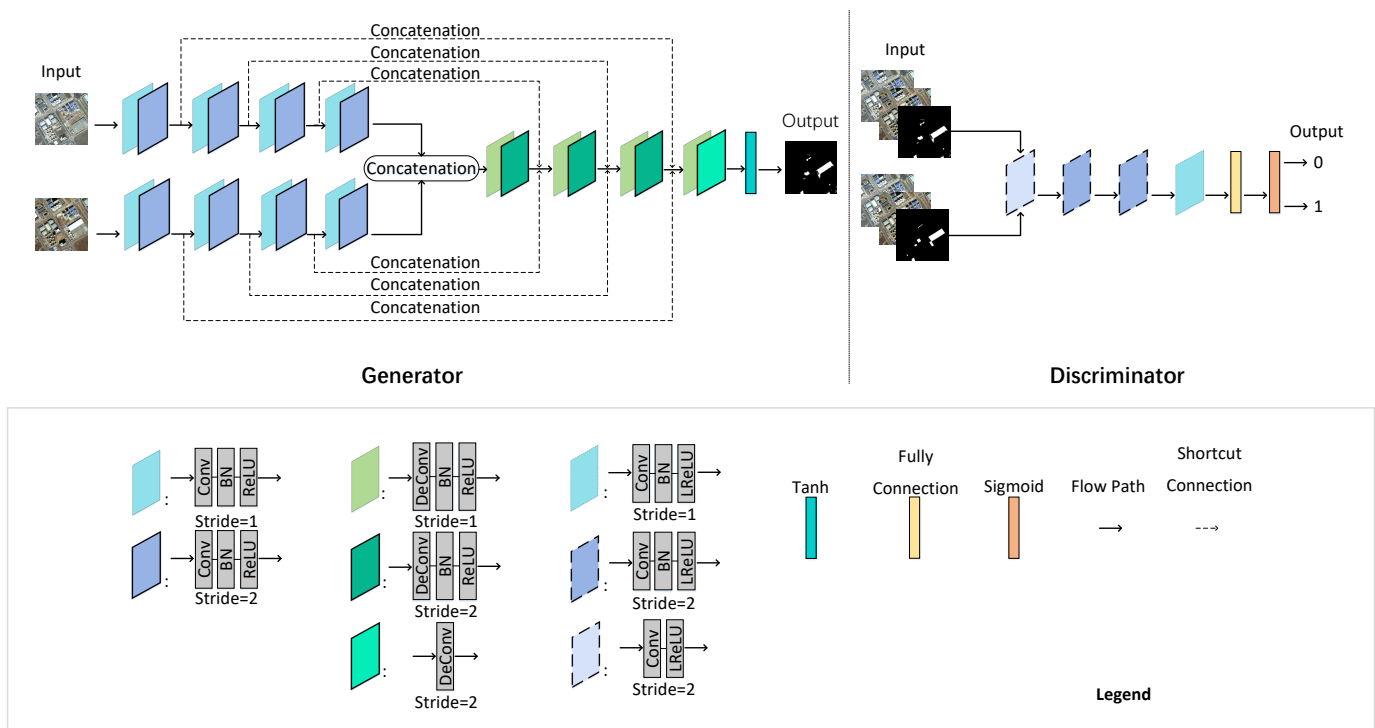 Concatenation
Concatenation
Concatenation
Input
Concatenation
Output
Concatenation
Concatenation
Concatenation
Generator
Input
Output
0
1
Discriminator
:
Conv
BN
ReLU
Stride=1
:
Conv
BN
ReLU
Stride=2
:
DeConv
BN
ReLU
Stride=1
:
DeConv
BN
ReLU
Stride=2
:
DeConv
Stride=2
:
Conv
BN
LReLU
Stride=1
:
Conv
BN
LReLU
Stride=2
:
Conv
LReLU
Stride=2
Tanh
Fully
Connection
Sigmoid
Flow Path
Shortcut
Connection
Legend